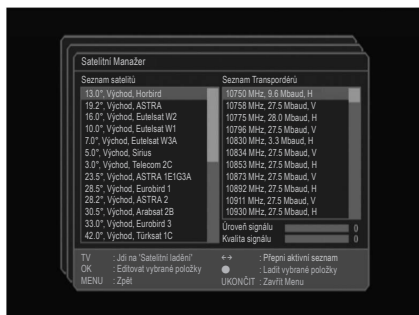 Satelitní Manažer
Seznam satelitů
13.0°, Východ, Horbird
19.2°, Východ, ASTRA
16.0°, Východ, Eutelsat W2
10.0°, Východ, Eutelsat W1
7.0°, Východ, Eutelsat W3A
5.0°, Východ, Sirius
3.0°, Východ, Telecom 2C
23.5°, Východ, ASTRA 1E1G3A
28.5°, Východ, Eurobird 1
28.2°, Východ, ASTRA 2
30.5°, Východ, Arabsat 2B
33.0°, Východ, Eurobird 3
42.0°, Východ, Türksat 1C
Seznam Transpordérů
10750 MHz, 9.6 Mbaud, H
10758 MHz, 27.5 Mbaud, V
10775 MHz, 28.0 Mbaud, H
10796 MHz, 27.5 Mbaud, V
10830 MHz, 3.3 Mbaud, H
10834 MHz, 27.5 Mbaud, V
10853 MHz, 27.5 Mbaud, H
10873 MHz, 27.5 Mbaud, V
10892 MHz, 27.5 Mbaud, H
10911 MHz, 27.5 Mbaud, V
10930 MHz, 27.5 Mbaud, H
Úroveň signálu 0
Kvalita signálu 0
TV : Jdi na 'Satelitní ladění'
OK : Editovat vybrané položky
MENU : Zpět
↔ : Přepni aktivní seznam
● : Ladit vybrané položky
UKONČIT : Zavřít Menu